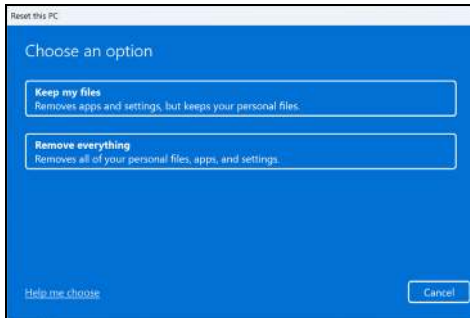 Reset this PC
Choose an option
Keep my files
Removes apps and settings, but keeps your personal files.
Remove everything
Removes all of your personal files, apps, and settings.
Help me choose
Cancel